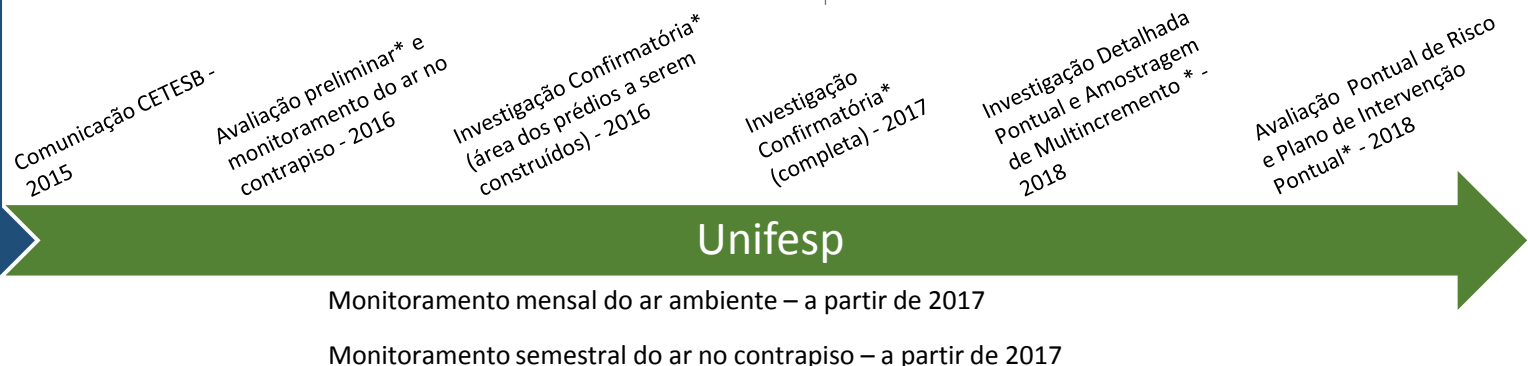 Comunicação CETESB -
2015
Avaliação preliminar* e
monitoramento do ar no
contrapiso - 2016
Investigação Confirmatória*
(área dos prédios a serem
construídos) - 2016
Investigação
Confirmatória*
(completa) - 2017
Investigação Detalhada
Pontual e Amostragem
de Multincremento * -
2018
Avaliação Pontual de Risco
e Plano de Intervenção
Pontual* - 2018
Unifesp
Monitoramento mensal do ar ambiente – a partir de 2017
Monitoramento semestral do ar no contrapiso – a partir de 2017